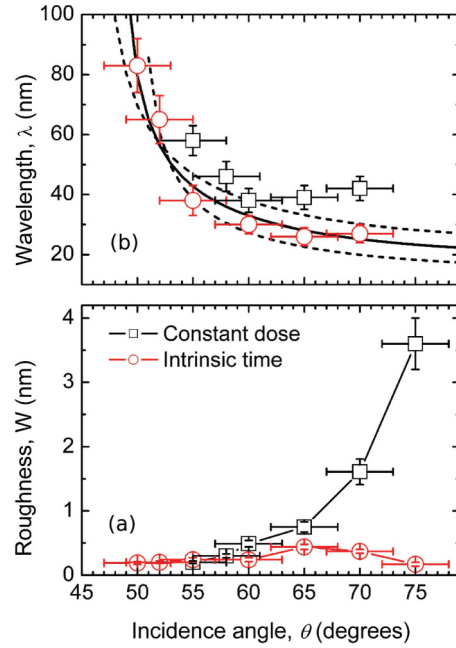 100
80
60
40
20
Wavelength, λ (nm)
(b)
4
3
2
1
0
Roughness, W (nm)
Constant dose
Intrinsic time
(a)
45 50 55 60 65 70 75
Incidence angle, θ (degrees)